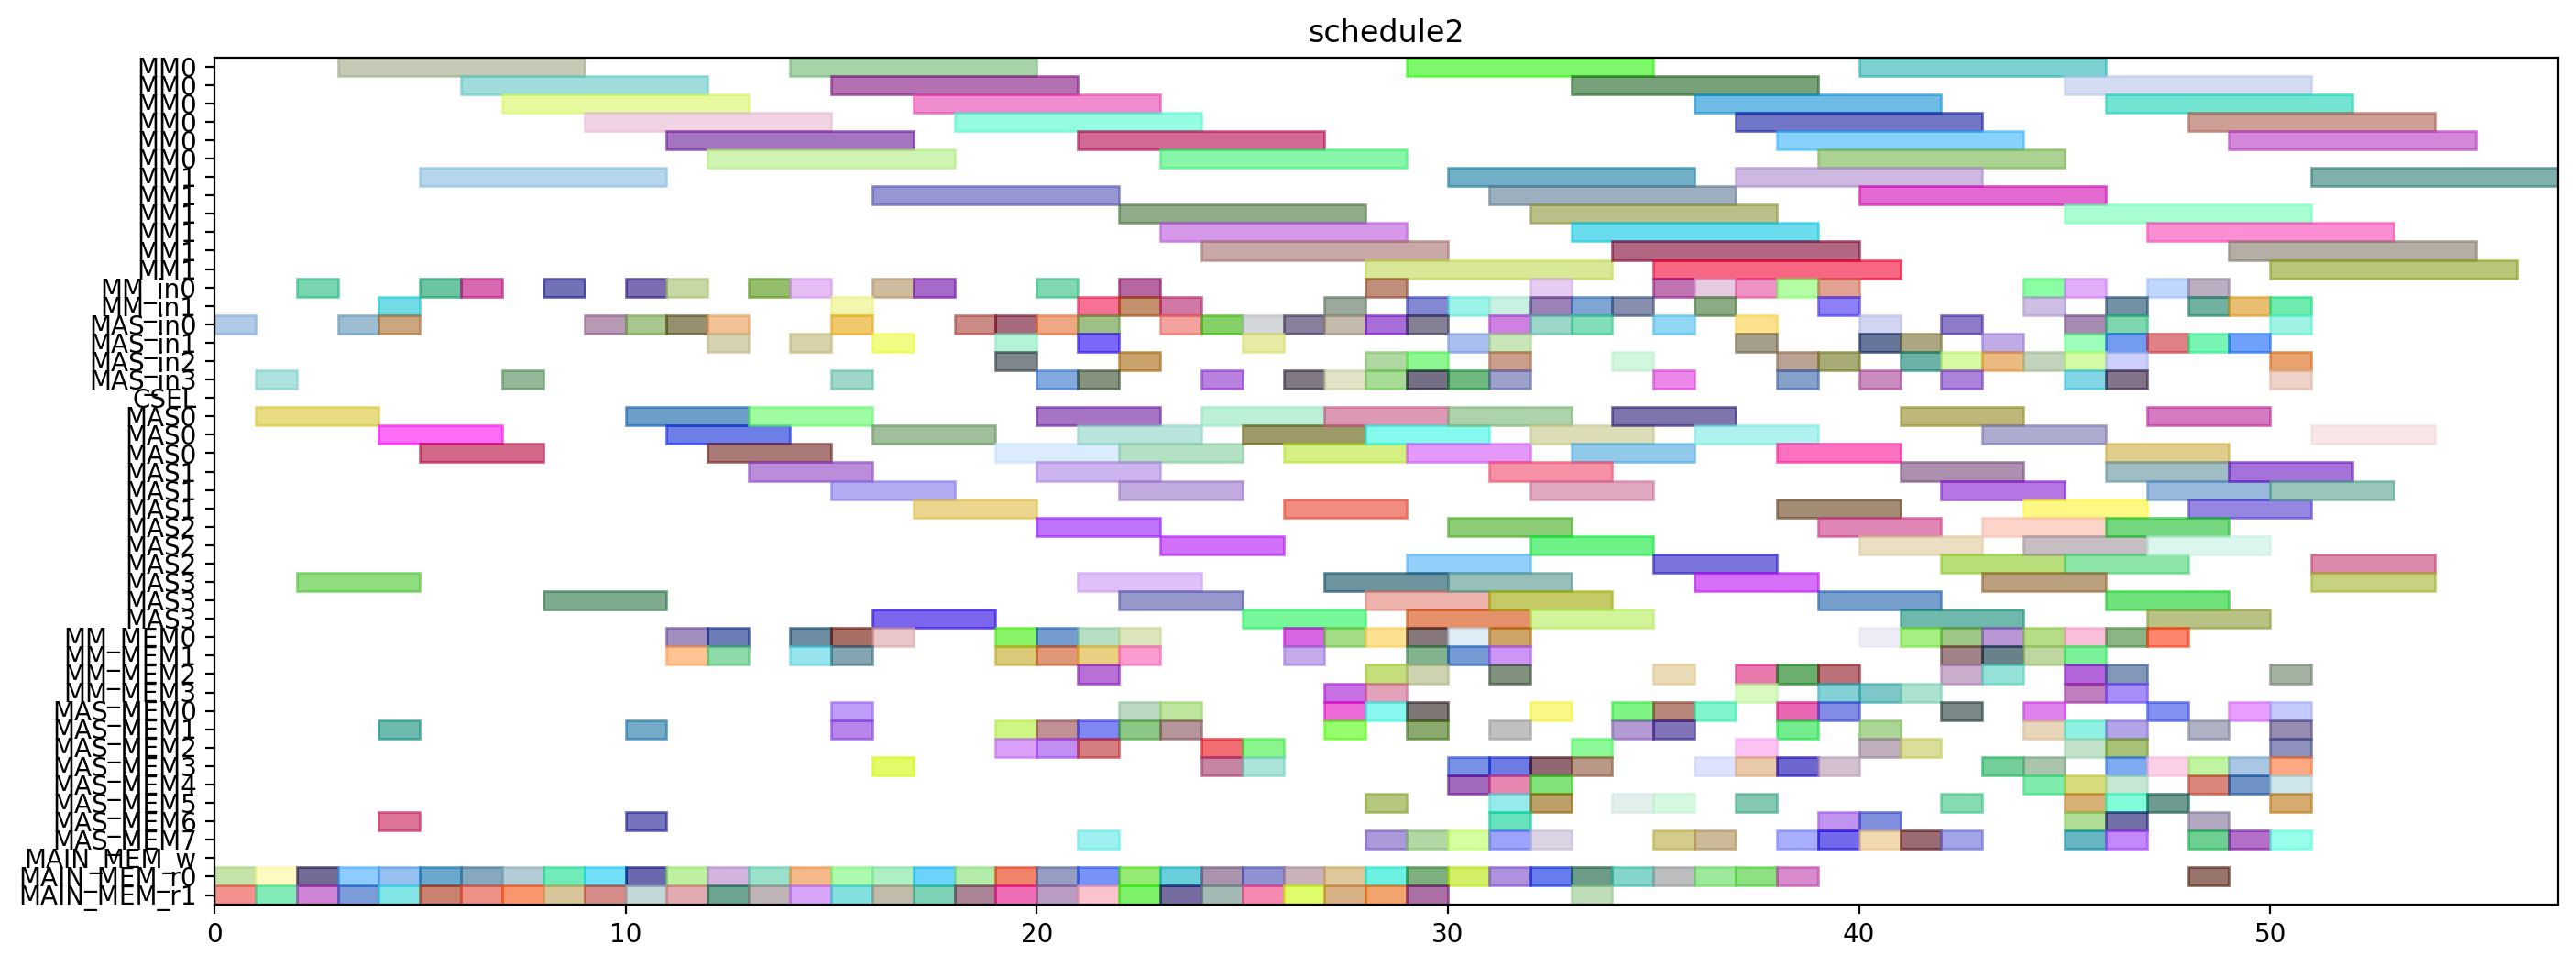 schedule2
MM0
MM0
MM0
MM0
MM0
MM0
MM1
MM1
MM1
MM1
MM1
MM1
MM_in0
MM_in1
MAS_in0
MAS_in1
MAS_in2
MAS_in3
CSEL
MAS0
MAS0
MAS0
MAS1
MAS1
MAS1
MAS2
MAS2
MAS2
MAS3
MAS3
MAS3
MM_MEM0
MM_MEM1
MM_MEM2
MM_MEM3
MAS_MEM0
MAS_MEM1
MAS_MEM2
MAS_MEM3
MAS_MEM4
MAS_MEM5
MAS_MEM6
MAS_MEM7
MAIN_MEM_w
MAIN_MEM_r0
MAIN_MEM_r1
0 10 20 30 40 50